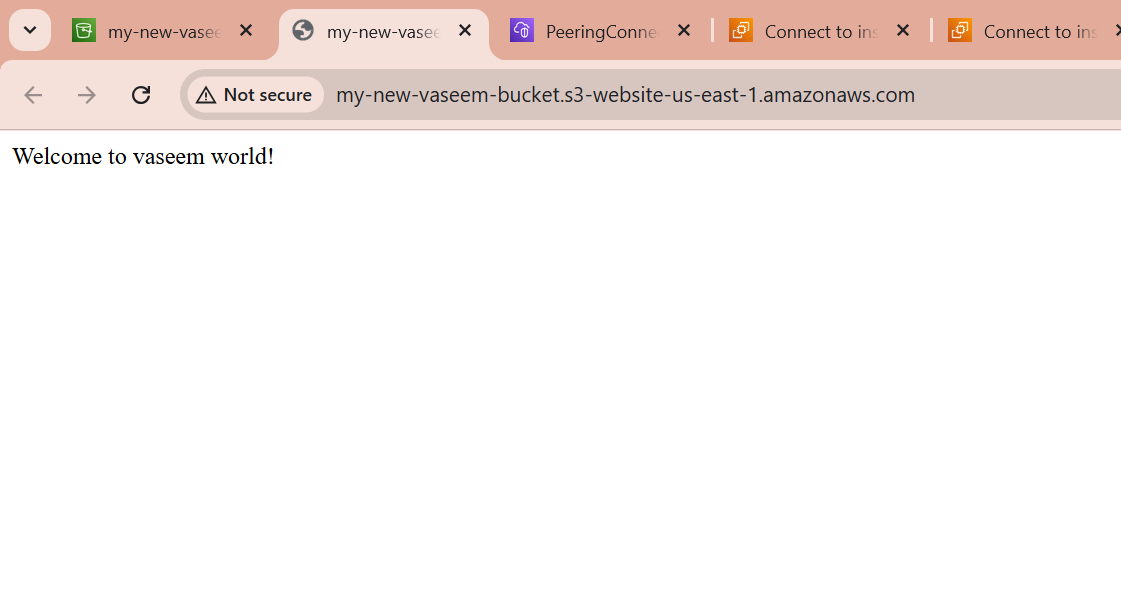 my-new-vasee
my-new-vasee
PeeringConne
Connect to ins
Connect to ins
Not secure
my-new-vaseem-bucket.s3-website-us-east-1.amazonaws.com
Welcome to vaseem world!